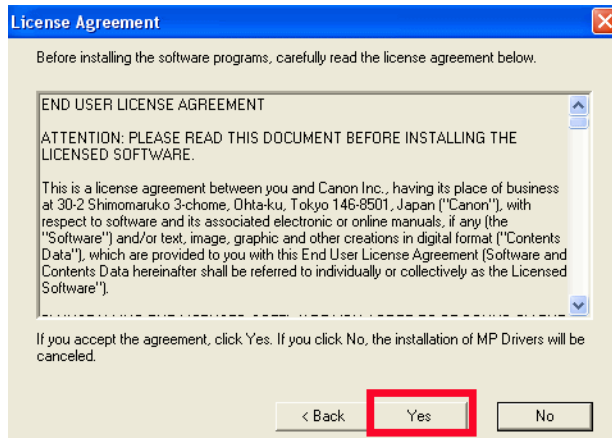 License Agreement
Before installing the software programs, carefully read the license agreement below.
END USER LICENSE AGREEMENT
ATTENTION: PLEASE READ THIS DOCUMENT BEFORE INSTALLING THE
LICENSED SOFTWARE.
This is a license agreement between you and Canon Inc., having its place of business
at 30-2 Shimomaruko 3-chome, Ohta-ku, Tokyo 146-8501, Japan ("Canon"), with
respect to software and its associated electronic or online manuals, if any (the
"Software") and/or text, image, graphic and other creations in digital format ("Contents
Data"), which are provided to you with this End User License Agreement (Software and
Contents Data hereinafter shall be referred to individually or collectively as the Licensed
Software").
If you accept the agreement, click Yes. If you click No, the installation of MP Drivers will be
canceled.
< Back
Yes
No